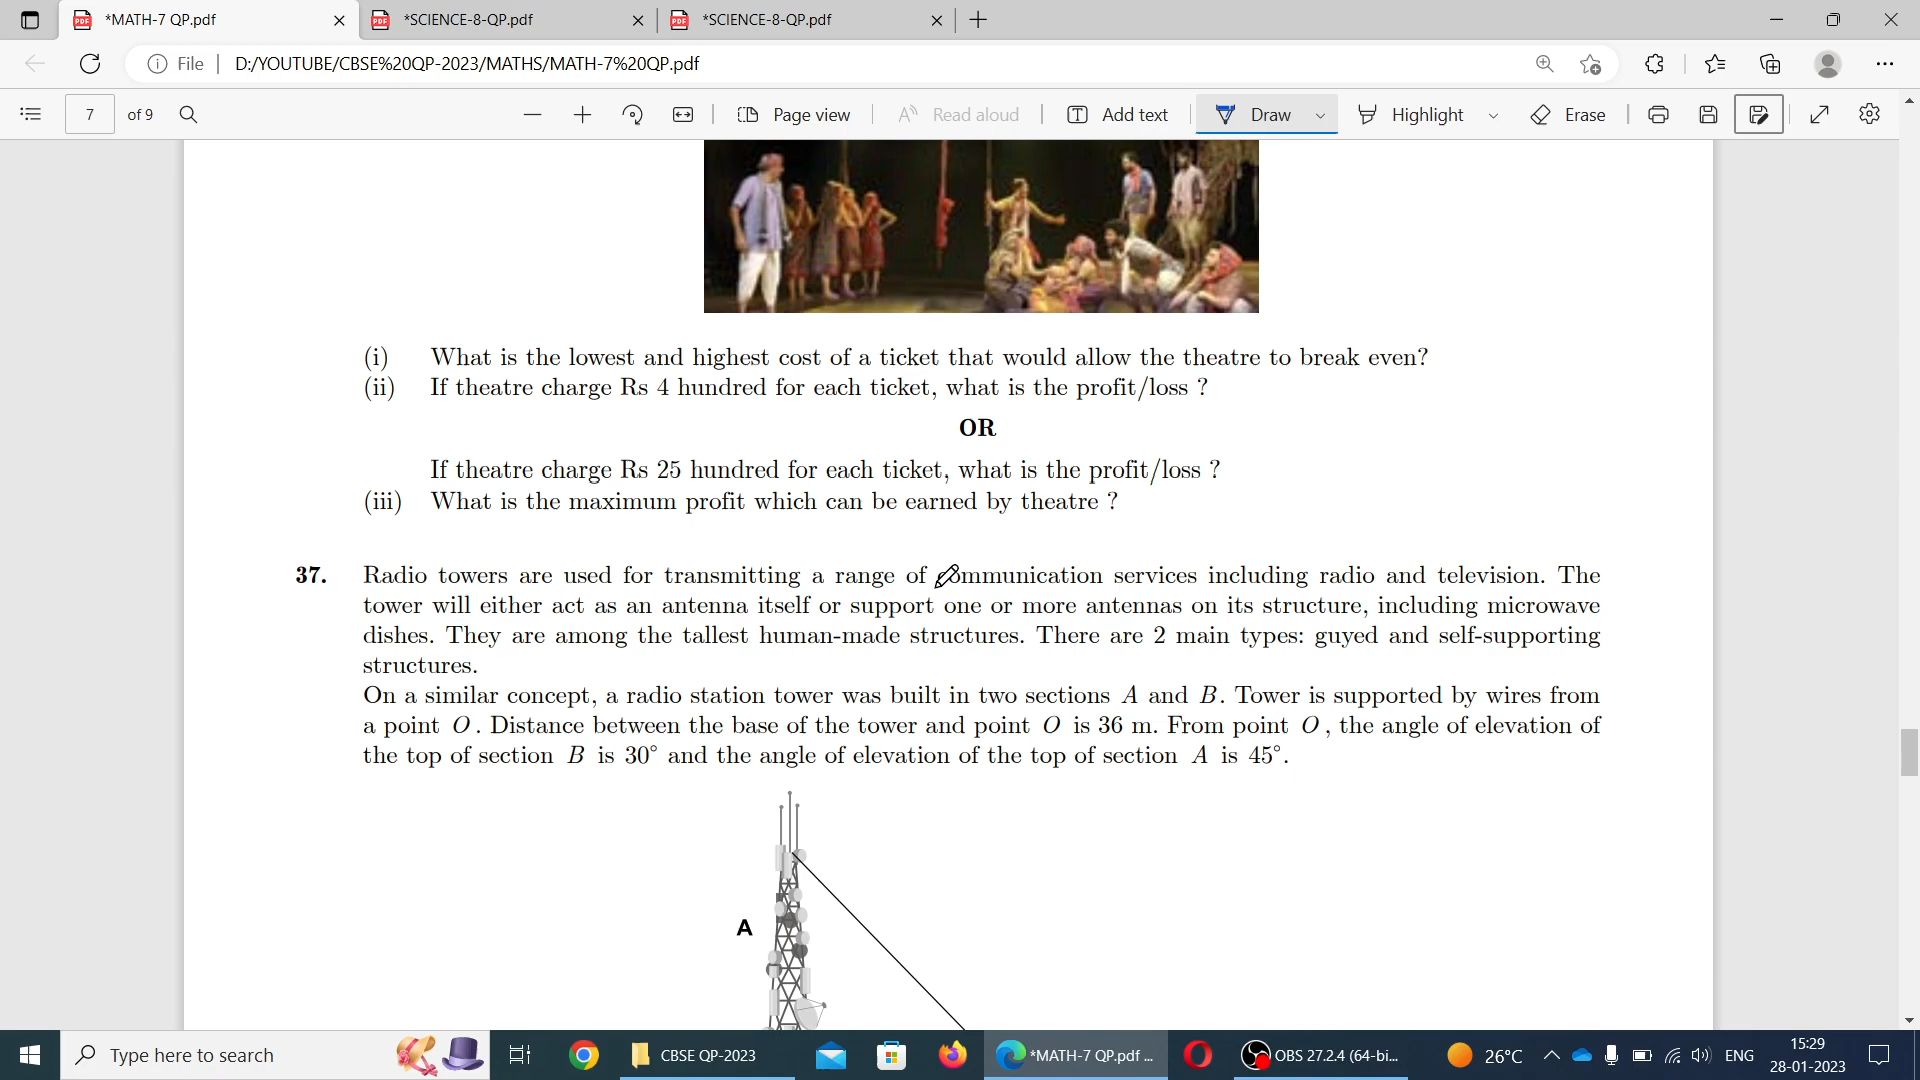 *MATH-7 QP.pdf
*SCIENCE-8-QP.pdf
*SCIENCE-8-QP.pdf
File
D:/YOUTUBE/CBSE%20QP-2023/MATHS/MATH-7%20QP.pdf
7 of 9
Page view
Read aloud
Add text
Draw
Highlight
Erase
(i) What is the lowest and highest cost of a ticket that would allow the theatre to break even?
(ii) If theatre charge Rs 4 hundred for each ticket, what is the profit/loss ?
OR
If theatre charge Rs 25 hundred for each ticket, what is the profit/loss ?
(iii) What is the maximum profit which can be earned by theatre ?
37. Radio towers are used for transmitting a range of communication services including radio and television. The
tower will either act as an antenna itself or support one or more antennas on its structure, including microwave
dishes. They are among the tallest human-made structures. There are 2 main types: guyed and self-supporting
structures.
On a similar concept, a radio station tower was built in two sections A and B. Tower is supported by wires from
a point O. Distance between the base of the tower and point O is 36 m. From point O, the angle of elevation of
the top of section B is 30° and the angle of elevation of the top of section A is 45°.
A
Type here to search
CBSE QP-2023
*MATH-7 QP.pdf ...
OBS 27.2.4 (64-bi...
26°C
ENG
15:29
28-01-2023